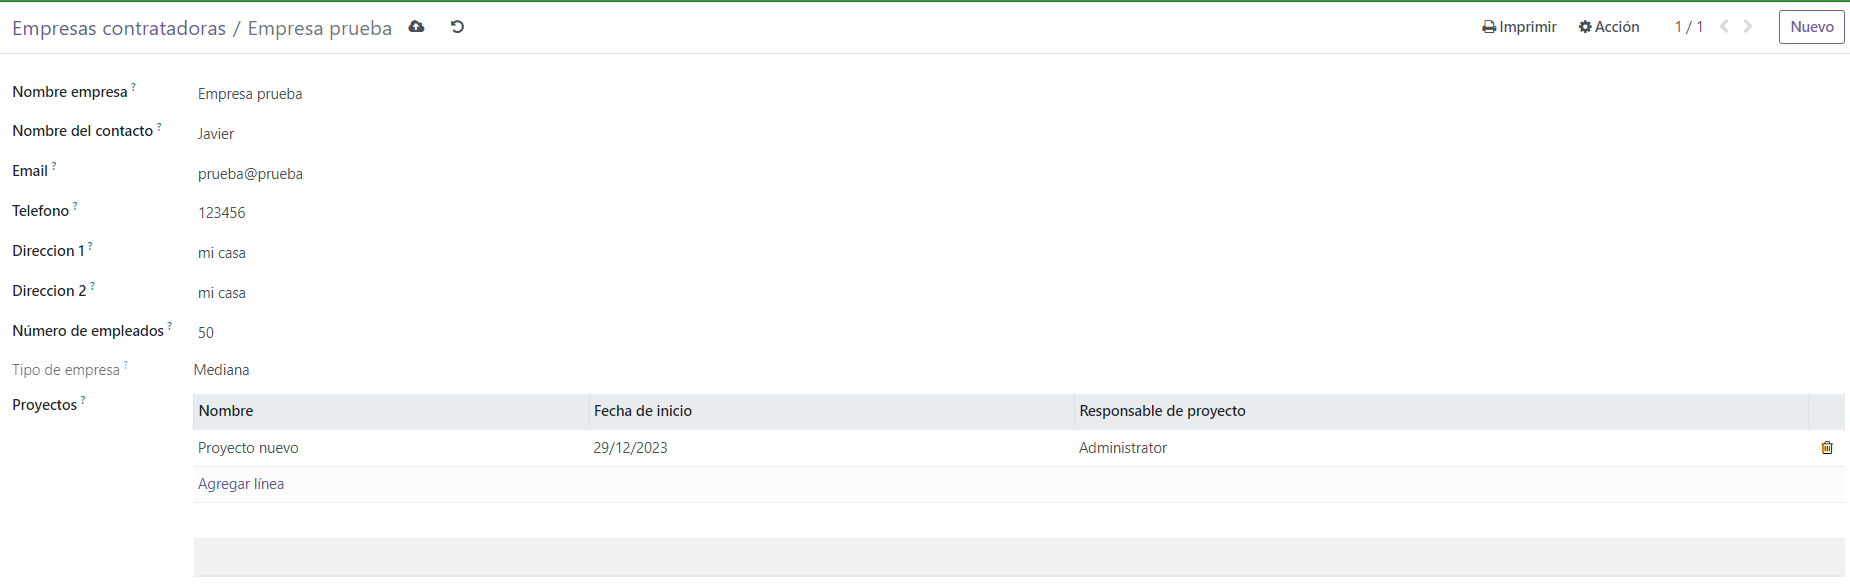 Empresas contratadoras / Empresa prueba Imprimir Acción 1 / 1 Nuevo
Nombre empresa ? Empresa prueba
Nombre del contacto ? Javier
Email ? prueba@prueba
Telefono ? 123456
Direccion 1 ? mi casa
Direccion 2 ? mi casa
Número de empleados ? 50
Tipo de empresa ? Mediana
Proyectos ? Nombre Fecha de inicio Responsable de proyecto
Proyecto nuevo 29/12/2023 Administrator
Agregar línea